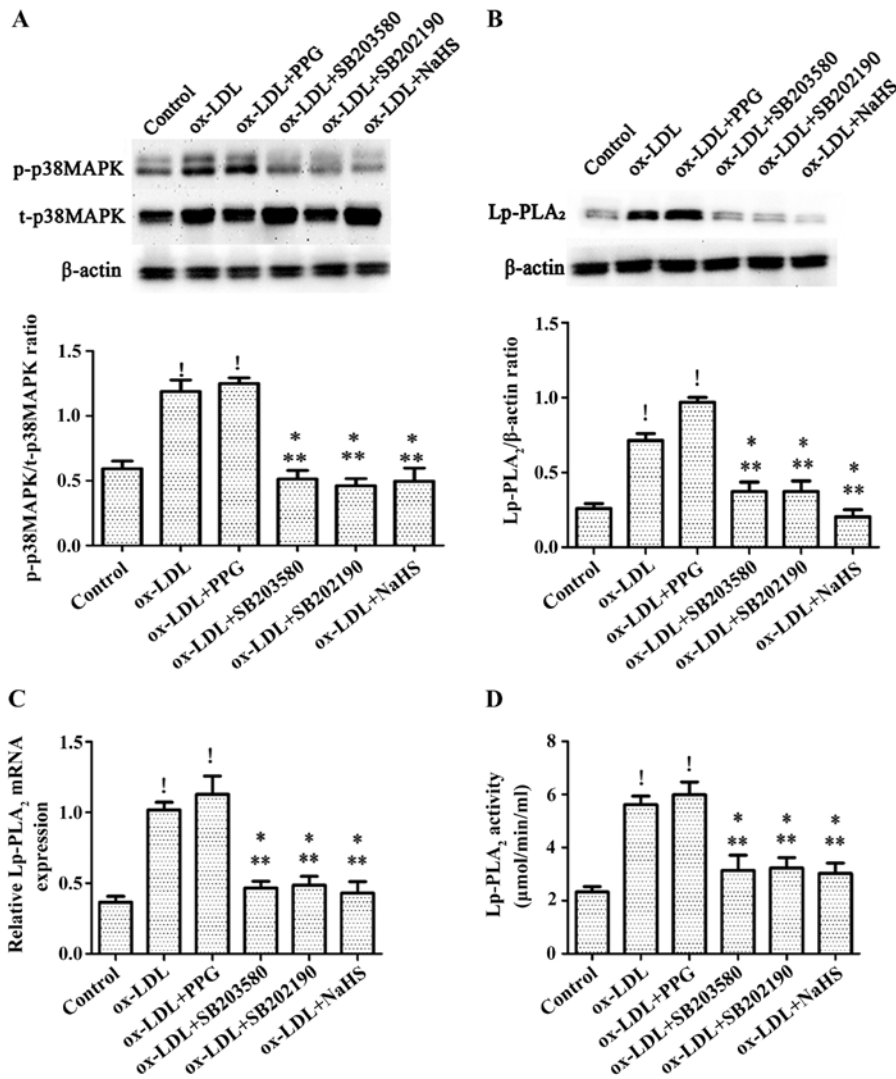 A
Control
ox-LDL
ox-LDL+PPG
ox-LDL+SB203580
ox-LDL+SB202190
ox-LDL+NaHS
p-p38MAPK
t-p38MAPK
β-actin
p-p38MAPK/t-p38MAPK ratio
1.5
1.0
0.5
0.0
!
!
*
**
*
**
*
**
Control
ox-LDL
ox-LDL+PPG
ox-LDL+SB203580
ox-LDL+SB202190
ox-LDL+NaHS
B
Control
ox-LDL
ox-LDL+PPG
ox-LDL+SB203580
ox-LDL+SB202190
ox-LDL+NaHS
Lp-PLA₂
β-actin
Lp-PLA₂/β-actin ratio
1.5
1.0
0.5
0.0
!
!
*
**
*
**
*
**
Control
ox-LDL
ox-LDL+PPG
ox-LDL+SB203580
ox-LDL+SB202190
ox-LDL+NaHS
C
Relative Lp-PLA₂ mRNA
expression
1.5
1.0
0.5
0.0
!
!
*
**
*
**
*
**
Control
ox-LDL
ox-LDL+PPG
ox-LDL+SB203580
ox-LDL+SB202190
ox-LDL+NaHS
D
Lp-PLA₂ activity
(μmol/min/ml)
8
6
4
2
0
!
!
*
**
*
**
*
**
Control
ox-LDL
ox-LDL+PPG
ox-LDL+SB203580
ox-LDL+SB202190
ox-LDL+NaHS